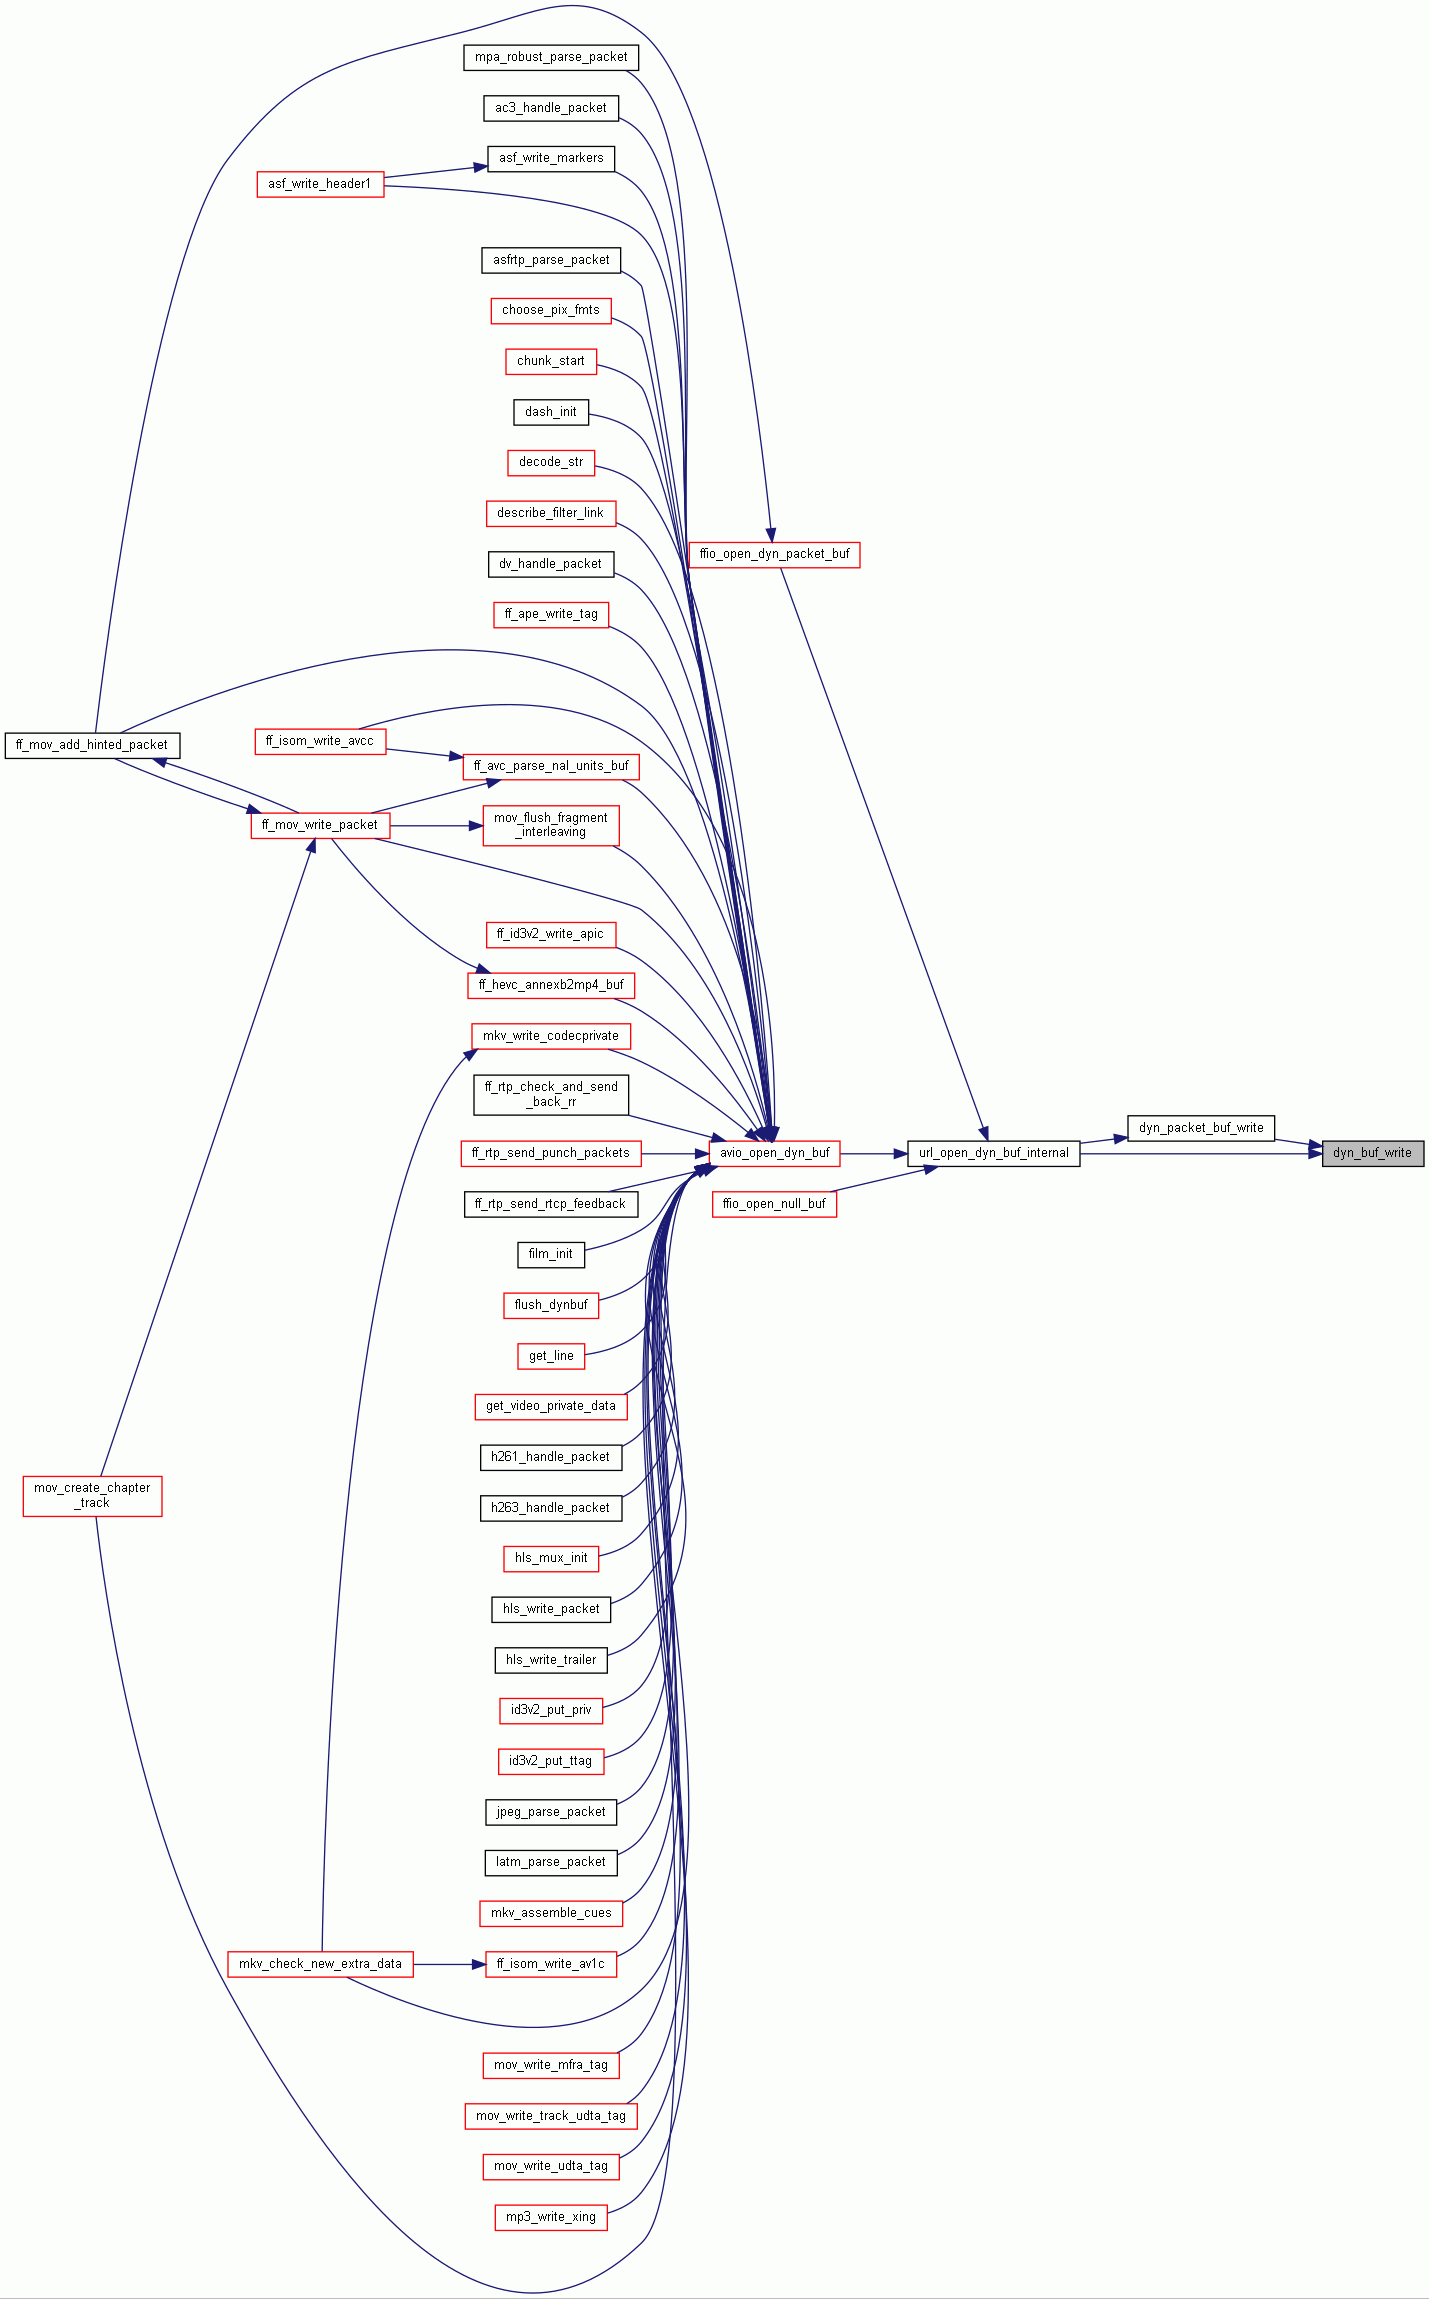 mpa_robust_parse_packet
ac3_handle_packet
asf_write_markers
asf_write_header1
asfrtp_parse_packet
choose_pix_fmts
chunk_start
dash_init
decode_str
describe_filter_link
ffio_open_dyn_packet_buf
dv_handle_packet
ff_ape_write_tag
ff_mov_add_hinted_packet
ff_isom_write_avcc
ff_avc_parse_nal_units_buf
mov_flush_fragment
_interleaving
ff_mov_write_packet
ff_id3v2_write_apic
ff_hevc_annexb2mp4_buf
mkv_write_codecprivate
ff_rtp_check_and_send
_back_rr
dyn_packet_buf_write
ff_rtp_send_punch_packets
avio_open_dyn_buf
url_open_dyn_buf_internal
dyn_buf_write
ff_rtp_send_rtcp_feedback
ffio_open_null_buf
film_init
flush_dynbuf
get_line
get_video_private_data
h261_handle_packet
mov_create_chapter
_track
h263_handle_packet
hls_mux_init
hls_write_packet
hls_write_trailer
id3v2_put_priv
id3v2_put_ttag
jpeg_parse_packet
latm_parse_packet
mkv_assemble_cues
mkv_check_new_extra_data
ff_isom_write_av1c
mov_write_mfra_tag
mov_write_track_udta_tag
mov_write_udta_tag
mp3_write_xing